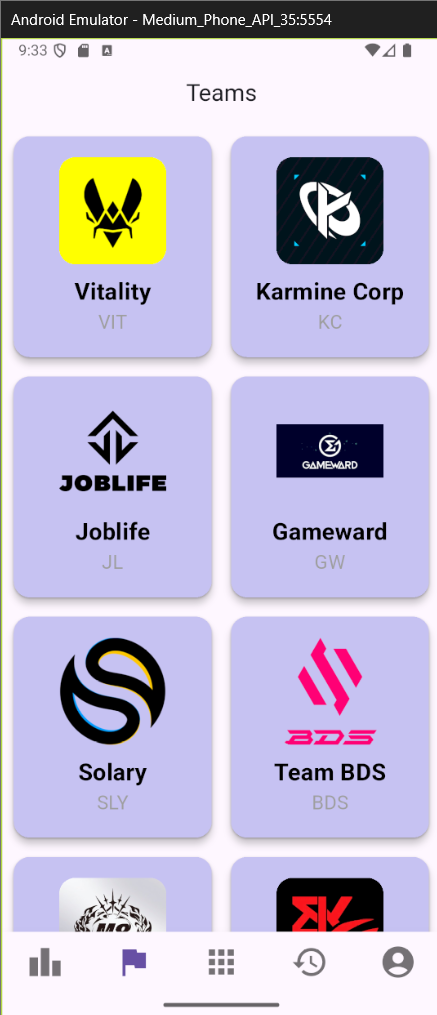 Android Emulator - Medium_Phone_API_35:5554
9:33
A
Teams
Vitality
VIT
Karmine Corp
KC
JOBLIFE
Joblife
JL
GAMEWARD
Gameward
GW
Solary
SLY
BDS
Team BDS
BDS